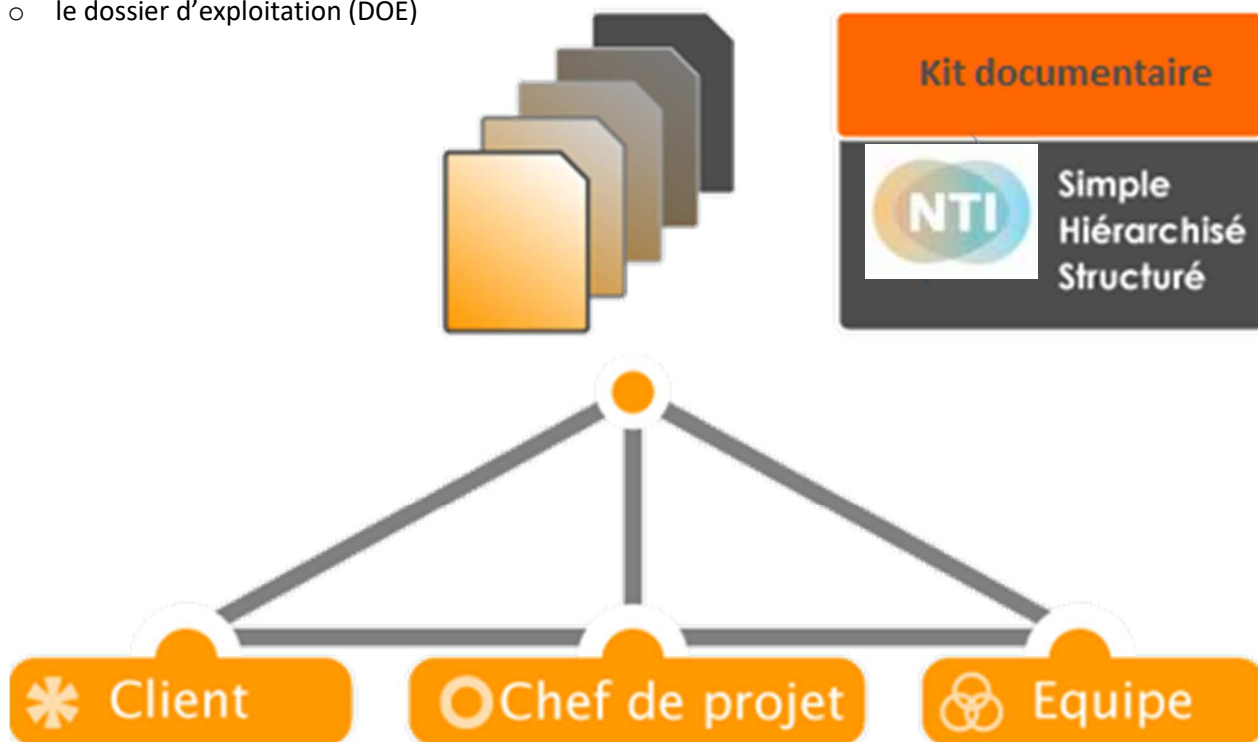 o le dossier d’exploitation (DOE)
Kit documentaire
NTI
Simple
Hiérarchisé
Structuré
Client
Chef de projet
Equipe